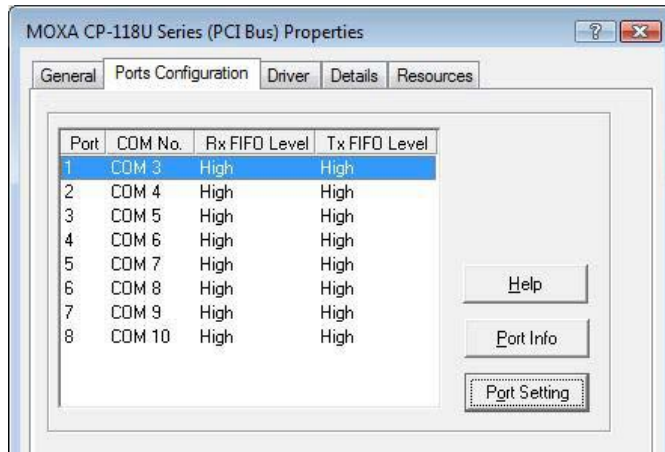 MOXA CP-118U Series (PCI Bus) Properties
General Ports Configuration Driver Details Resources
Port COM No. Rx FIFO Level Tx FIFO Level
1 COM 3 High High
2 COM 4 High High
3 COM 5 High High
4 COM 6 High High
5 COM 7 High High
6 COM 8 High High
7 COM 9 High High
8 COM 10 High High
Help
Port Info
Port Setting